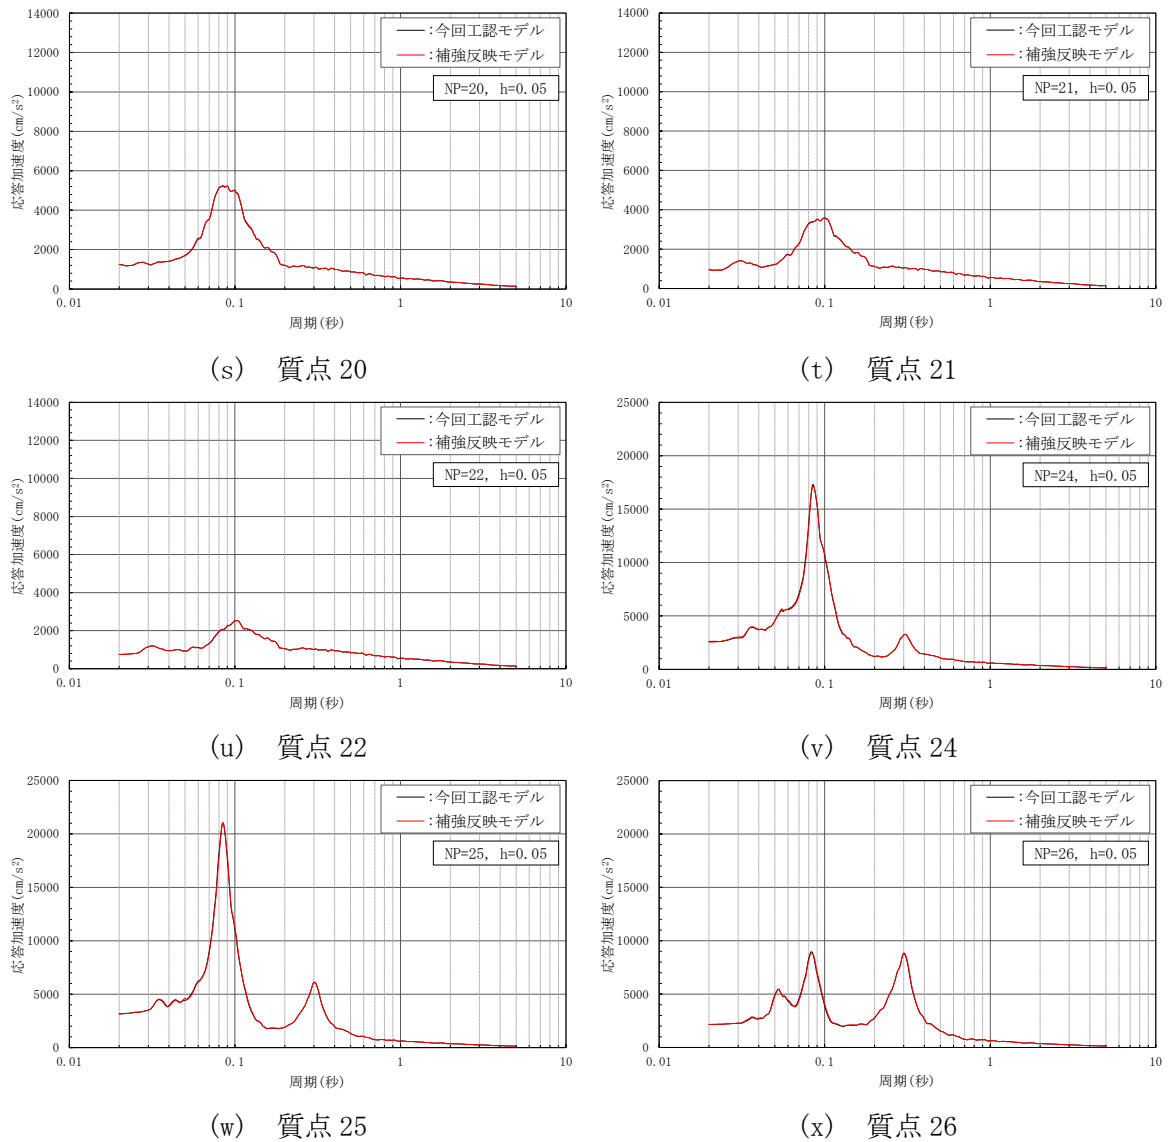 14000
12000
10000
8000
6000
4000
2000
0
0.01
0.1
1
10
応答加速度(cm/s²)
周期(秒)
:今回工認モデル
:補強反映モデル
NP=20, h=0.05
(s) 質点 20
14000
12000
10000
8000
6000
4000
2000
0
0.01
0.1
1
10
応答加速度(cm/s²)
周期(秒)
:今回工認モデル
:補強反映モデル
NP=21, h=0.05
(t) 質点 21
14000
12000
10000
8000
6000
4000
2000
0
0.01
0.1
1
10
応答加速度(cm/s²)
周期(秒)
:今回工認モデル
:補強反映モデル
NP=22, h=0.05
(u) 質点 22
25000
20000
15000
10000
5000
0
0.01
0.1
1
10
応答加速度(cm/s²)
周期(秒)
:今回工認モデル
:補強反映モデル
NP=24, h=0.05
(v) 質点 24
25000
20000
15000
10000
5000
0
0.01
0.1
1
10
応答加速度(cm/s²)
周期(秒)
:今回工認モデル
:補強反映モデル
NP=25, h=0.05
(w) 質点 25
25000
20000
15000
10000
5000
0
0.01
0.1
1
10
応答加速度(cm/s²)
周期(秒)
:今回工認モデル
:補強反映モデル
NP=26, h=0.05
(x) 質点 26